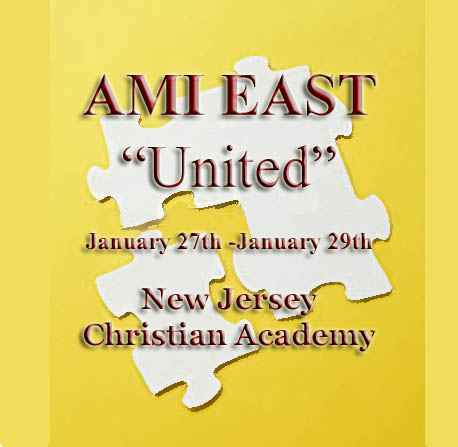 AMI EAST
“United”
January 27th -January 29th
New Jersey
Christian Academy